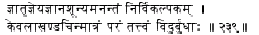 ज्ञातृज्ञेयज्ञानशून्यमनन्तं निर्विकल्पकम् ।
केवलाखण्डचिन्मात्रं परं तत्त्वं विदुर्बुधाः ॥ २३९॥